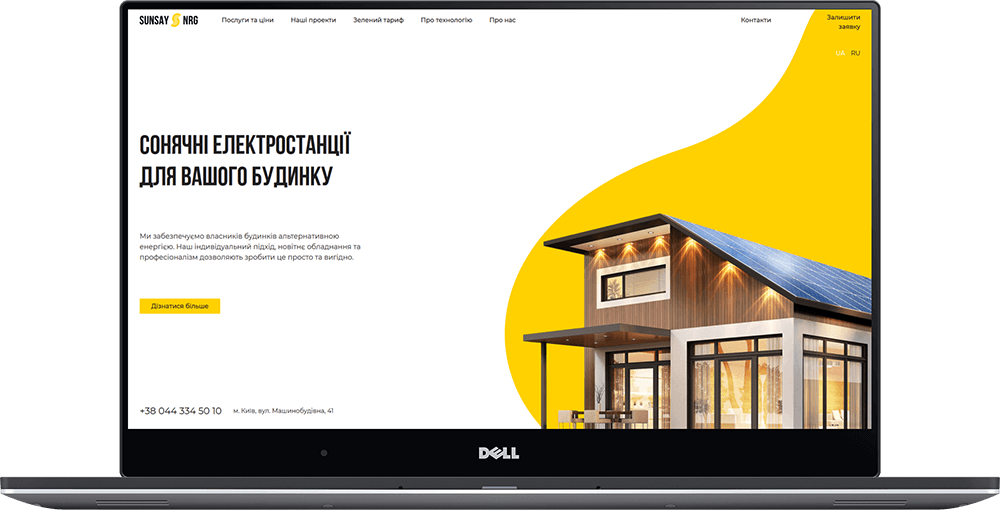 SUNSAY NRG
Послуги та ціни
Наші проекти
Зелений тариф
Про технологію
Про нас
Контакти
Залишити
заявку
UA RU
СОНЯЧНІ ЕЛЕКТРОСТАНЦІЇ
ДЛЯ ВАШОГО БУДИНКУ
Ми забезпечуємо власників будинків альтернативною
енергією. Наш індивідуальний підхід, новітнє обладнання та
професіоналізм дозволяють зробити це просто та вигідно.
Дізнатися більше
+38 044 334 50 10
м. Київ, вул. Машинобудівна, 41
DELL